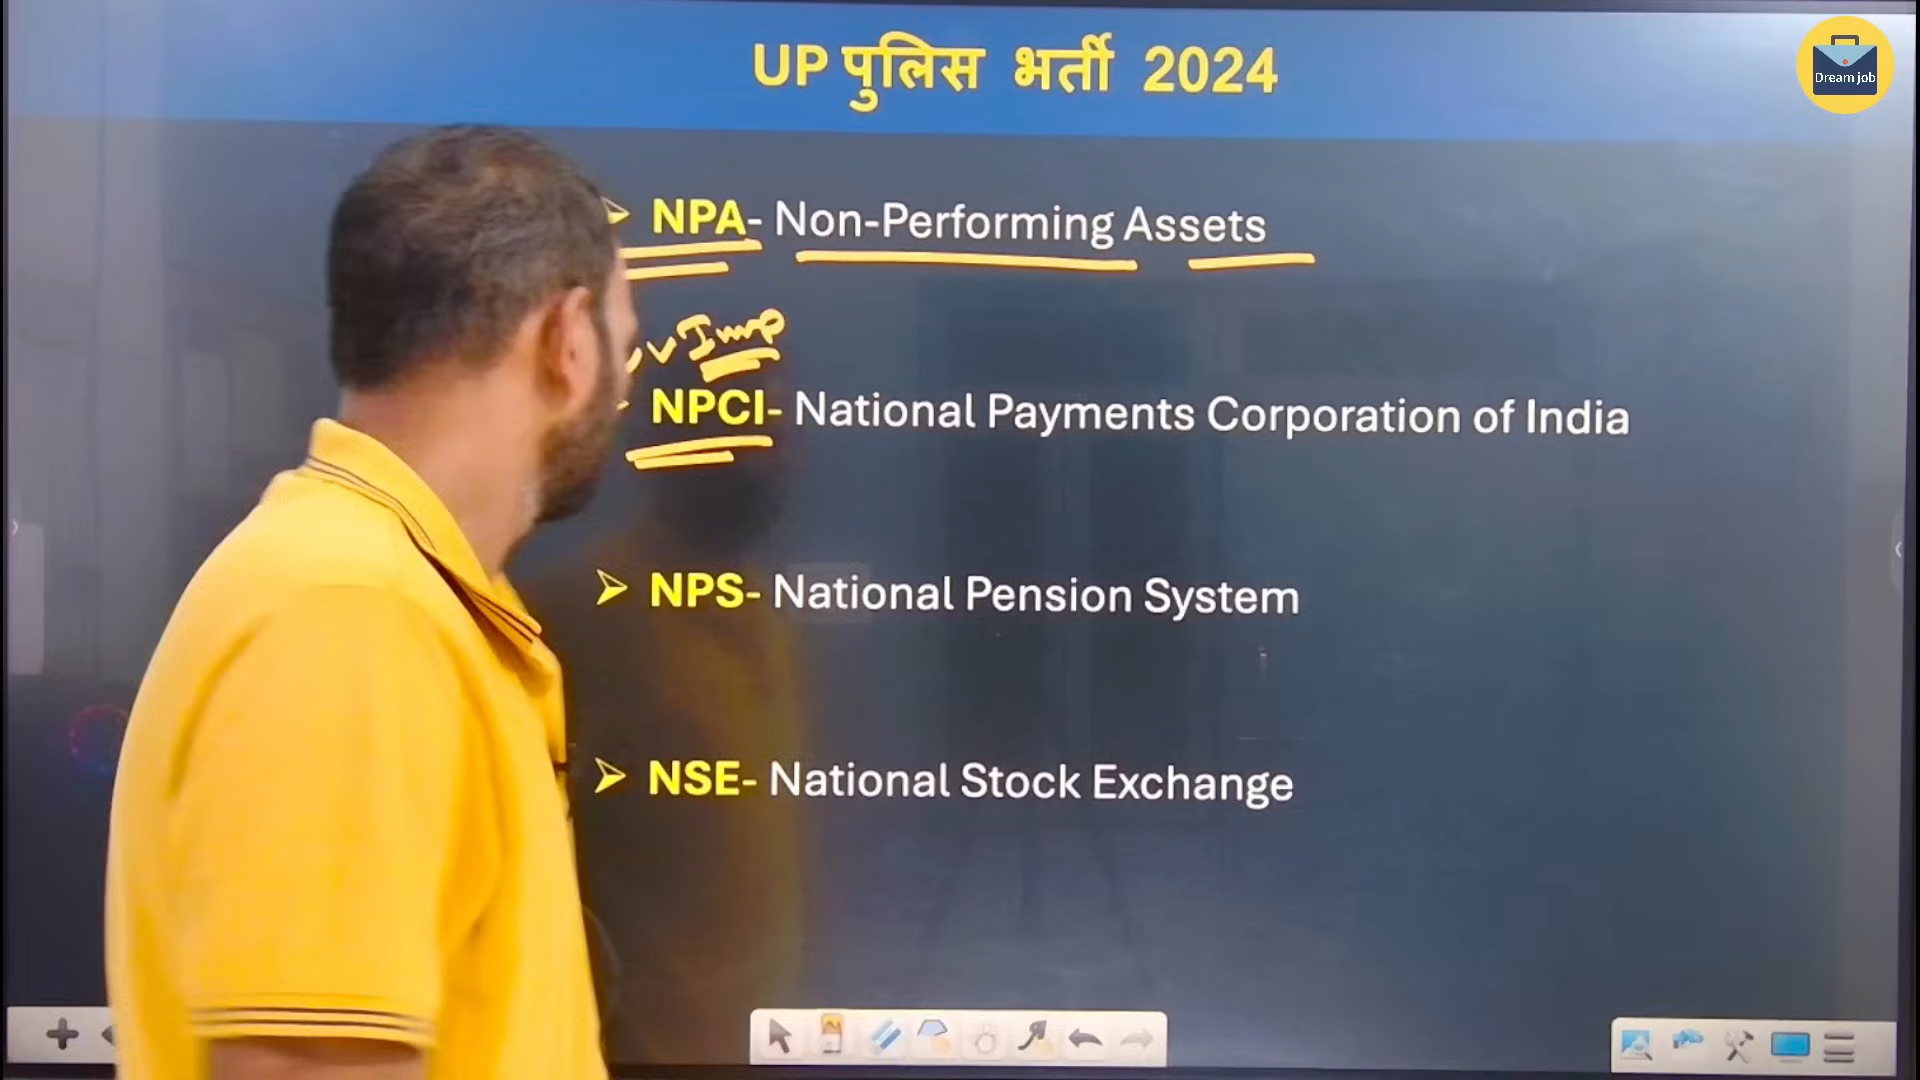 UP पुलिस भर्ती 2024
Dream job
NPA- Non-Performing Assets
v v Imp
NPCI- National Payments Corporation of India
NPS- National Pension System
NSE- National Stock Exchange